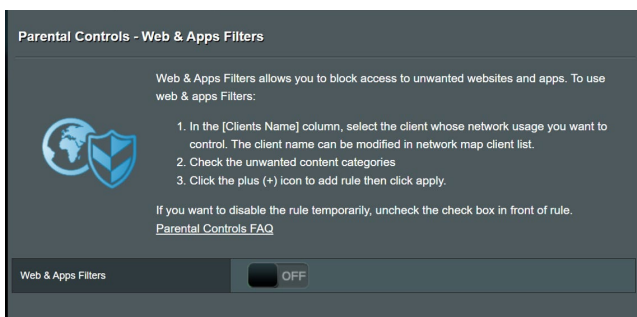 Parental Controls - Web & Apps Filters
Web & Apps Filters allows you to block access to unwanted websites and apps. To use
web & apps Filters:
1. In the [Clients Name] column, select the client whose network usage you want to
control. The client name can be modified in network map client list.
2. Check the unwanted content categories
3. Click the plus (+) icon to add rule then click apply.
If you want to disable the rule temporarily, uncheck the check box in front of rule.
Parental Controls FAQ
Web & Apps Filters
OFF